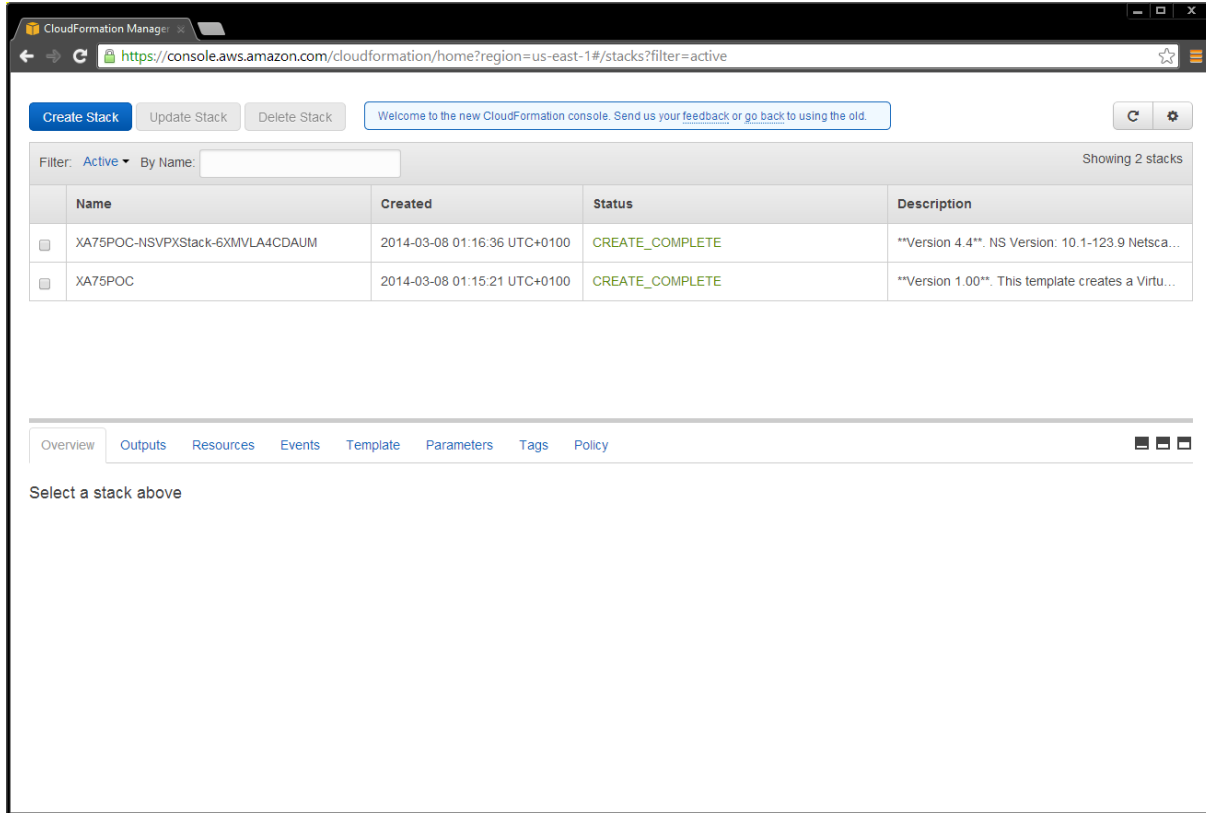 CloudFormation Manager
https://console.aws.amazon.com/cloudformation/home?region=us-east-1#/stacks?filter=active
Create Stack Update Stack Delete Stack Welcome to the new CloudFormation console. Send us your feedback or go back to using the old.
Filter: Active By Name: Showing 2 stacks
Name Created Status Description
XA75POC-NSVPXStack-6XMVLA4CDAUM 2014-03-08 01:16:36 UTC+0100 CREATE_COMPLETE **Version 4.4**. NS Version: 10.1-123.9 Netsca...
XA75POC 2014-03-08 01:15:21 UTC+0100 CREATE_COMPLETE **Version 1.00**. This template creates a Virtu...
Overview Outputs Resources Events Template Parameters Tags Policy
Select a stack above